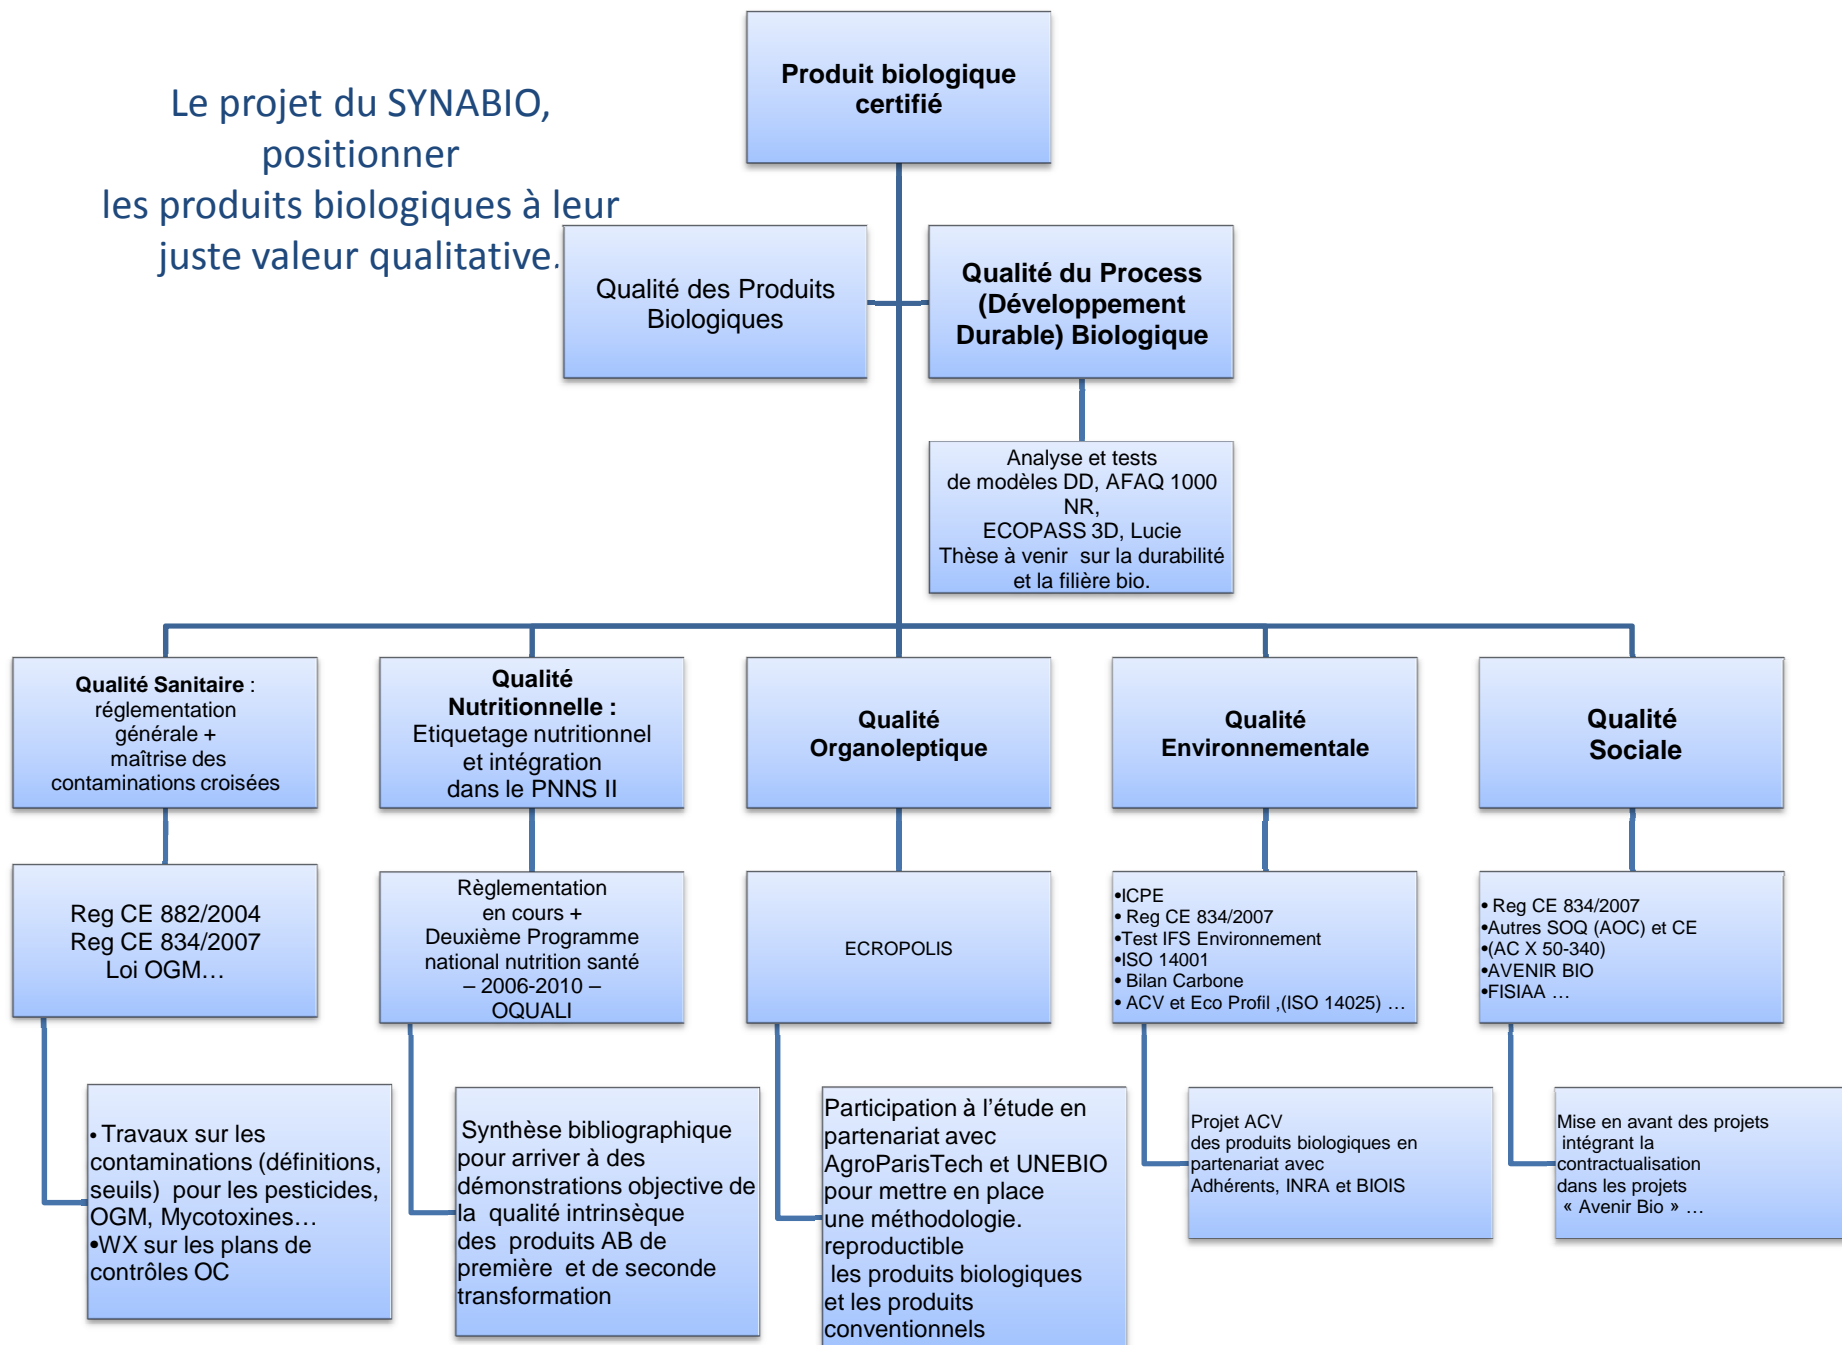 Produit biologique
certifié
Le projet du SYNABIO,
positionner
les produits biologiques à leur
juste valeur qualitative.
Qualité des Produits
Biologiques
Qualité du Process
(Développement
Durable) Biologique
Analyse et tests
de modèles DD, AFAQ 1000
NR,
ECOPASS 3D, Lucie
Thèse à venir sur la durabilité
et la filière bio.
Qualité Sanitaire :
réglementation
générale +
maîtrise des
contaminations croisées
Qualité
Nutritionnelle :
Etiquetage nutritionnel
et intégration
dans le PNNS II
Qualité
Organoleptique
Qualité
Environnementale
Qualité
Sociale
Reg CE 882/2004
Reg CE 834/2007
Loi OGM…
Règlementation
en cours +
Deuxième Programme
national nutrition santé
– 2006-2010 –
OQUALI
ECROPOLIS
•ICPE
• Reg CE 834/2007
•Test IFS Environnement
•ISO 14001
• Bilan Carbone
• ACV et Eco Profil ,(ISO 14025) …
• Reg CE 834/2007
•Autres SOQ (AOC) et CE
•(AC X 50-340)
•AVENIR BIO
•FISIAA …
• Travaux sur les
contaminations (définitions,
seuils) pour les pesticides,
OGM, Mycotoxines…
•WX sur les plans de
contrôles OC
Synthèse bibliographique
pour arriver à des
démonstrations objective de
la qualité intrinsèque
des produits AB de
première et de seconde
transformation
Participation à l’étude en
partenariat avec
AgroParisTech et UNEBIO
pour mettre en place
une méthodologie.
reproductible
les produits biologiques
et les produits
conventionnels
Projet ACV
des produits biologiques en
partenariat avec
Adhérents, INRA et BIOIS
Mise en avant des projets
intégrant la
contractualisation
dans les projets
« Avenir Bio » …